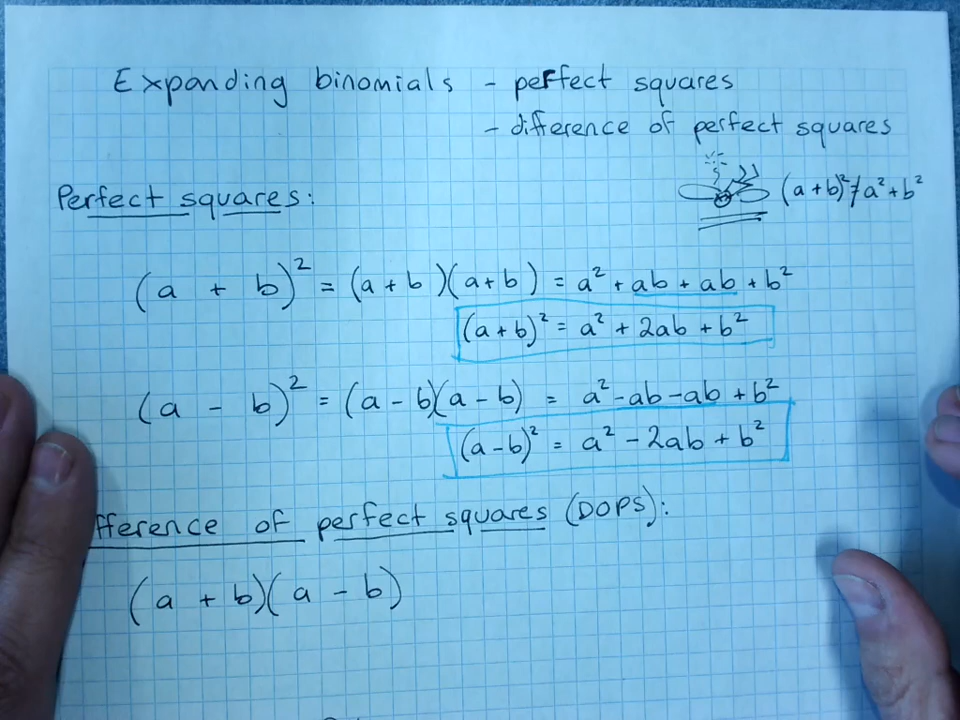 Expanding binomials - perfect squares
- difference of perfect squares
Perfect squares:
(a+b)²≠a²+b²
(a + b)² = (a+b)(a+b) = a² + ab + ab + b²
(a+b)² = a² + 2ab + b²
(a - b)² = (a - b)(a - b) = a² - ab - ab + b²
(a-b)² = a² - 2ab + b²
fference of perfect squares (DOPS):
(a + b)(a - b)